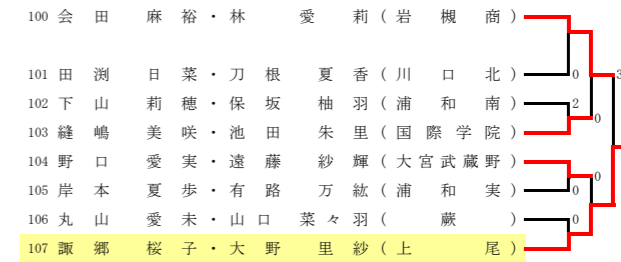 100 会田 麻裕・林 愛莉(岩槻商)
101 田渕 日菜・刀根 夏香(川口北)
0
3
102 下山 莉穂・保坂 柚羽(浦和南)
2
0
103 縫嶋 美咲・池田 朱里(国際学院)
104 野口 愛実・遠藤 紗輝(大宮武蔵野)
0
105 岸本 夏歩・有路 万紘(浦和実)
0
106 丸山 愛未・山口 菜々羽(蕨)
0
107 諏郷 桜子・大野 里紗(上尾)